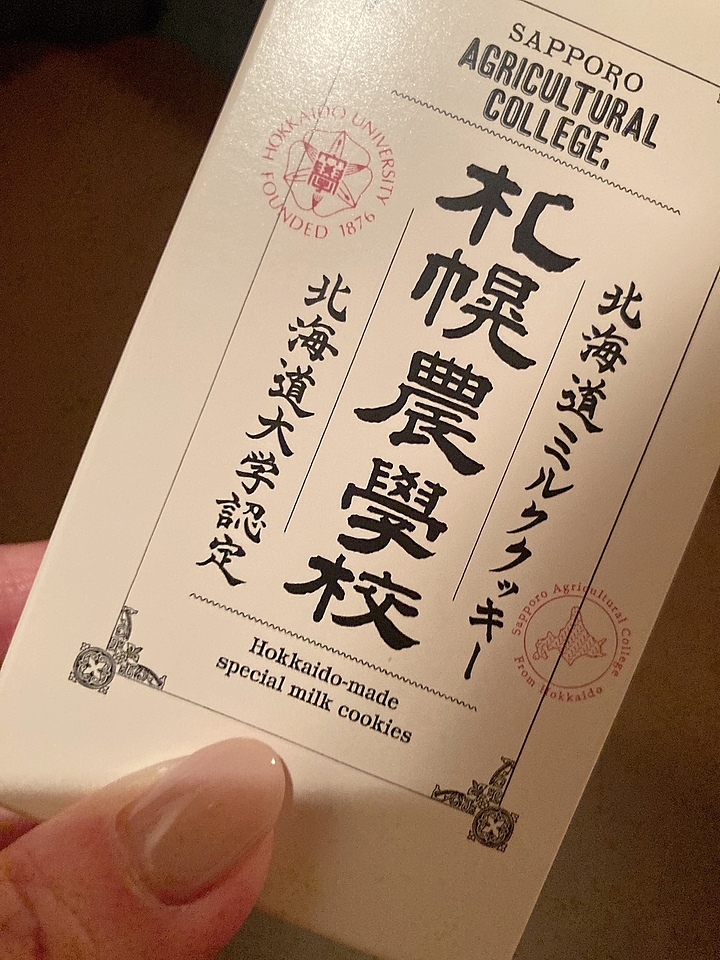 SAPPORO
AGRICULTURAL
COLLEGE.
HOKKAIDO UNIVERSITY
FOUNDED 1876
北海道ミルククッキー
札幌農學校
北海道大学認定
Sapporo Agricultural College
From Hokkaido
Hokkaido-made
special milk cookies